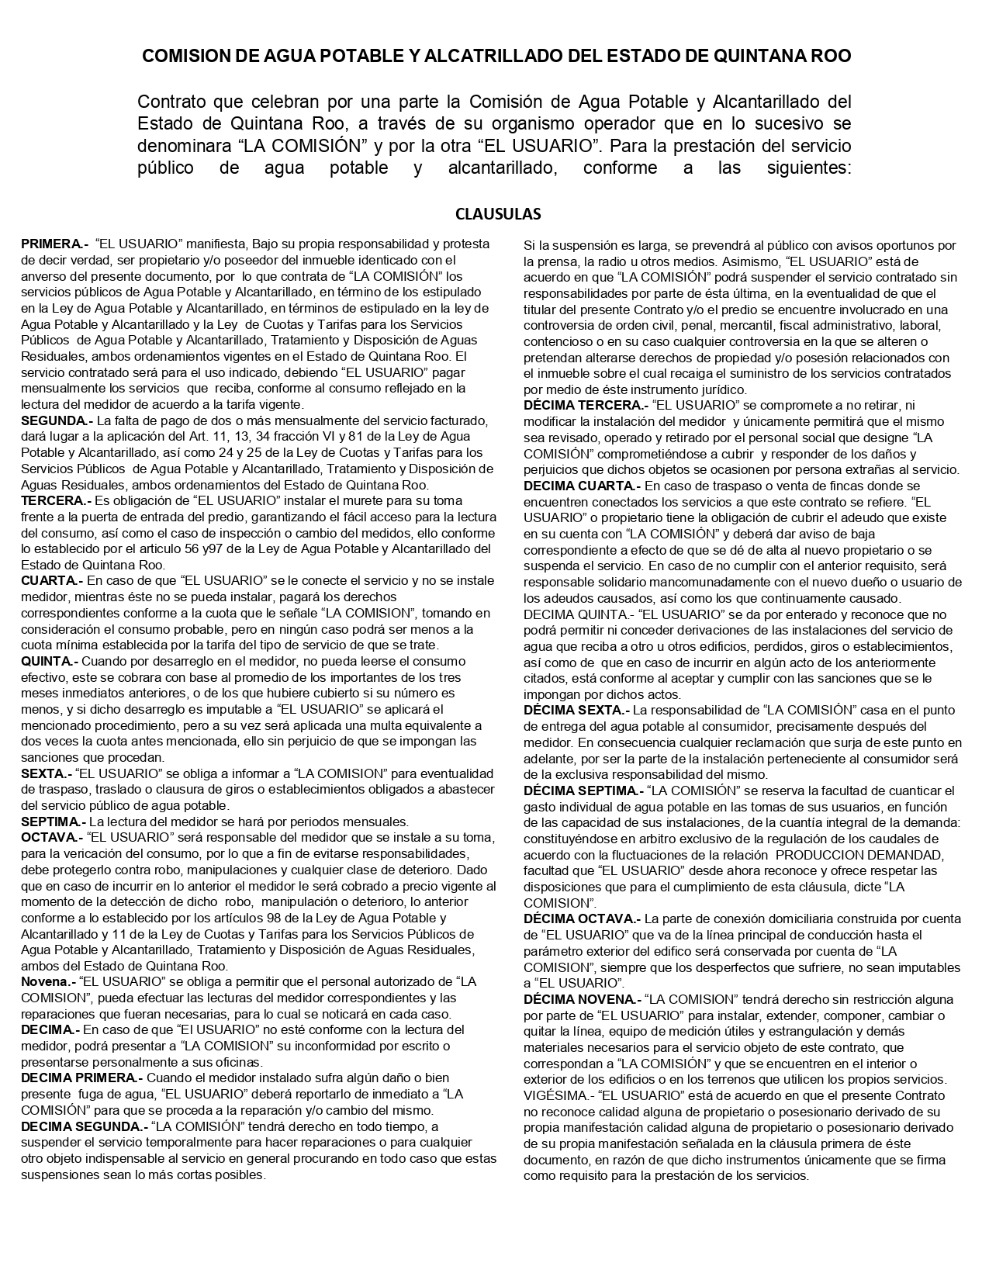 COMISION DE AGUA POTABLE Y ALCATRILLADO DEL ESTADO DE QUINTANA ROO
Contrato que celebran por una parte la Comisión de Agua Potable y Alcantarillado del
Estado de Quintana Roo, a través de su organismo operador que en lo sucesivo se
denominara “LA COMISIÓN” y por la otra “EL USUARIO”. Para la prestación del servicio
público de agua potable y alcantarillado, conforme a las siguientes:
CLAUSULAS
PRIMERA.- “EL USUARIO” manifiesta, Bajo su propia responsabilidad y protesta
de decir verdad, ser propietario y/o poseedor del inmueble identicado con el
anverso del presente documento, por lo que contrata de “LA COMISIÓN” los
servicios públicos de Agua Potable y Alcantarillado, en término de los estipulado
en la Ley de Agua Potable y Alcantarillado, en términos de estipulado en la ley de
Agua Potable y Alcantarillado y la Ley de Cuotas y Tarifas para los Servicios
Públicos de Agua Potable y Alcantarillado, Tratamiento y Disposición de Aguas
Residuales, ambos ordenamientos vigentes en el Estado de Quintana Roo. El
servicio contratado será para el uso indicado, debiendo “EL USUARIO” pagar
mensualmente los servicios que reciba, conforme al consumo reflejado en la
lectura del medidor de acuerdo a la tarifa vigente.
SEGUNDA.- La falta de pago de dos o más mensualmente del servicio facturado,
dará lugar a la aplicación del Art. 11, 13, 34 fracción VI y 81 de la Ley de Agua
Potable y Alcantarillado, así como 24 y 25 de la Ley de Cuotas y Tarifas para los
Servicios Públicos de Agua Potable y Alcantarillado, Tratamiento y Disposición de
Aguas Residuales, ambos ordenamientos del Estado de Quintana Roo.
TERCERA.- Es obligación de “EL USUARIO” instalar el murete para su toma
frente a la puerta de entrada del predio, garantizando el fácil acceso para la lectura
del consumo, así como el caso de inspección o cambio del medidos, ello conforme
lo establecido por el articulo 56 y97 de la Ley de Agua Potable y Alcantarillado del
Estado de Quintana Roo.
CUARTA.- En caso de que “EL USUARIO” se le conecte el servicio y no se instale
medidor, mientras éste no se pueda instalar, pagará los derechos
correspondientes conforme a la cuota que le señale “LA COMISION”, tomando en
consideración el consumo probable, pero en ningún caso podrá ser menos a la
cuota mínima establecida por la tarifa del tipo de servicio de que se trate.
QUINTA.- Cuando por desarreglo en el medidor, no pueda leerse el consumo
efectivo, este se cobrara con base al promedio de los importantes de los tres
meses inmediatos anteriores, o de los que hubiere cubierto si su número es
menos, y si dicho desarreglo es imputable a “EL USUARIO” se aplicará el
mencionado procedimiento, pero a su vez será aplicada una multa equivalente a
dos veces la cuota antes mencionada, ello sin perjuicio de que se impongan las
sanciones que procedan.
SEXTA.- “EL USUARIO” se obliga a informar a “LA COMISION” para eventualidad
de traspaso, traslado o clausura de giros o establecimientos obligados a abastecer
del servicio público de agua potable.
SEPTIMA.- La lectura del medidor se hará por periodos mensuales.
OCTAVA.- “EL USUARIO” será responsable del medidor que se instale a su toma,
para la vericación del consumo, por lo que a fin de evitarse responsabilidades,
debe protegerlo contra robo, manipulaciones y cualquier clase de deterioro. Dado
que en caso de incurrir en lo anterior el medidor le será cobrado a precio vigente al
momento de la detección de dicho robo, manipulación o deterioro, lo anterior
conforme a lo establecido por los artículos 98 de la Ley de Agua Potable y
Alcantarillado y 11 de la Ley de Cuotas y Tarifas para los Servicios Públicos de
Agua Potable y Alcantarillado, Tratamiento y Disposición de Aguas Residuales,
ambos del Estado de Quintana Roo.
Novena.- “EL USUARIO” se obliga a permitir que el personal autorizado de “LA
COMISION”, pueda efectuar las lecturas del medidor correspondientes y las
reparaciones que fueran necesarias, para lo cual se noticará en cada caso.
DECIMA.- En caso de que “El USUARIO” no esté conforme con la lectura del
medidor, podrá presentar a “LA COMISION” su inconformidad por escrito o
presentarse personalmente a sus oficinas.
DECIMA PRIMERA.- Cuando el medidor instalado sufra algún daño o bien
presente fuga de agua, “EL USUARIO” deberá reportarlo de inmediato a “LA
COMISIÓN” para que se proceda a la reparación y/o cambio del mismo.
DECIMA SEGUNDA.- “LA COMISIÓN” tendrá derecho en todo tiempo, a
suspender el servicio temporalmente para hacer reparaciones o para cualquier
otro objeto indispensable al servicio en general procurando en todo caso que estas
suspensiones sean lo más cortas posibles.
Si la suspensión es larga, se prevendrá al público con avisos oportunos por
la prensa, la radio u otros medios. Asimismo, “EL USUARIO” está de
acuerdo en que “LA COMISIÓN” podrá suspender el servicio contratado sin
responsabilidades por parte de ésta última, en la eventualidad de que el
titular del presente Contrato y/o el predio se encuentre involucrado en una
controversia de orden civil, penal, mercantil, fiscal administrativo, laboral,
contencioso o en su caso cualquier controversia en la que se alteren o
pretendan alterarse derechos de propiedad y/o posesión relacionados con
el inmueble sobre el cual recaiga el suministro de los servicios contratados
por medio de éste instrumento jurídico.
DÉCIMA TERCERA.- “EL USUARIO” se compromete a no retirar, ni
modificar la instalación del medidor y únicamente permitirá que el mismo
sea revisado, operado y retirado por el personal social que designe “LA
COMISIÓN” comprometiéndose a cubrir y responder de los daños y
perjuicios que dichos objetos se ocasionen por persona extrañas al servicio.
DECIMA CUARTA.- En caso de traspaso o venta de fincas donde se
encuentren conectados los servicios a que este contrato se refiere. “EL
USUARIO” o propietario tiene la obligación de cubrir el adeudo que existe
en su cuenta con “LA COMISIÓN” y deberá dar aviso de baja
correspondiente a efecto de que se dé de alta al nuevo propietario o se
suspenda el servicio. En caso de no cumplir con el anterior requisito, será
responsable solidario mancomunadamente con el nuevo dueño o usuario de
los adeudos causados, así como los que continuamente causado.
DECIMA QUINTA.- “EL USUARIO” se da por enterado y reconoce que no
podrá permitir ni conceder derivaciones de las instalaciones del servicio de
agua que reciba a otro u otros edificios, perdidos, giros o establecimientos,
así como de que en caso de incurrir en algún acto de los anteriormente
citados, está conforme al aceptar y cumplir con las sanciones que se le
impongan por dichos actos.
DÉCIMA SEXTA.- La responsabilidad de “LA COMISIÓN” casa en el punto
de entrega del agua potable al consumidor, precisamente después del
medidor. En consecuencia cualquier reclamación que surja de este punto en
adelante, por ser la parte de la instalación perteneciente al consumidor será
de la exclusiva responsabilidad del mismo.
DÉCIMA SEPTIMA.- “LA COMISIÓN” se reserva la facultad de cuanticar el
gasto individual de agua potable en las tomas de sus usuarios, en función
de las capacidad de sus instalaciones, de la cuantía integral de la demanda:
constituyéndose en arbitro exclusivo de la regulación de los caudales de
acuerdo con la fluctuaciones de la relación PRODUCCION DEMANDAD,
facultad que “EL USUARIO” desde ahora reconoce y ofrece respetar las
disposiciones que para el cumplimiento de esta cláusula, dicte “LA
COMISION”.
DÉCIMA OCTAVA.- La parte de conexión domiciliaria construida por cuenta
de “EL USUARIO” que va de la línea principal de conducción hasta el
parámetro exterior del edifico será conservada por cuenta de “LA
COMISION”, siempre que los desperfectos que sufriere, no sean imputables
a “EL USUARIO”.
DÉCIMA NOVENA.- “LA COMISION” tendrá derecho sin restricción alguna
por parte de “EL USUARIO” para instalar, extender, componer, cambiar o
quitar la línea, equipo de medición útiles y estrangulación y demás
materiales necesarios para el servicio objeto de este contrato, que
correspondan a “LA COMISIÓN” y que se encuentren en el interior o
exterior de los edificios o en los terrenos que utilicen los propios servicios.
VIGÉSIMA.- “EL USUARIO” está de acuerdo en que el presente Contrato
no reconoce calidad alguna de propietario o posesionario derivado de su
propia manifestación calidad alguna de propietario o posesionario derivado
de su propia manifestación señalada en la cláusula primera de éste
documento, en razón de que dicho instrumentos únicamente que se firma
como requisito para la prestación de los servicios.